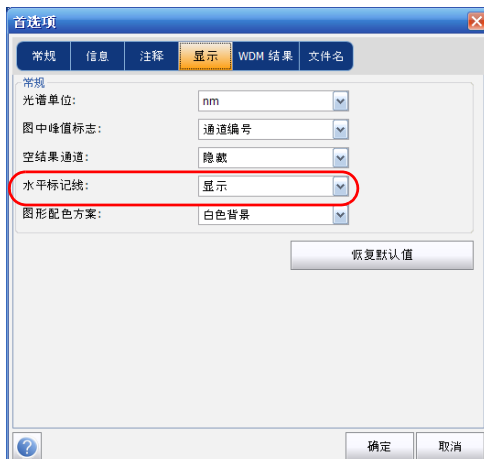 首选项
常规 信息 注释 显示 WDM 结果 文件名
常规
光谱单位: nm
图中峰值标志: 通道编号
空结果通道: 隐藏
水平标记线: 显示
图形配色方案: 白色背景
恢复默认值
? 确定 取消